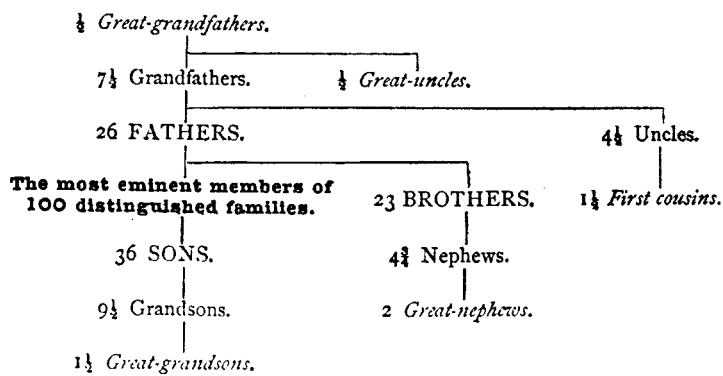 ½ Great-grandfathers.
7½ Grandfathers. ½ Great-uncles.
26 FATHERS. 4½ Uncles.
The most eminent members of
100 distinguished families. 23 BROTHERS. 1½ First cousins.
36 SONS. 4¾ Nephews.
9½ Grandsons. 2 Great-nephews.
1½ Great-grandsons.